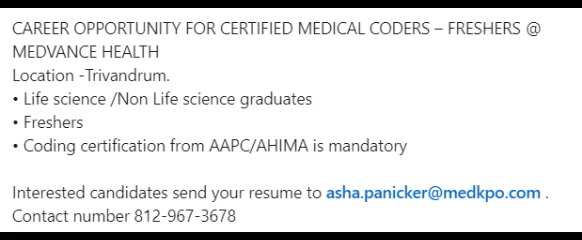 CAREER OPPORTUNITY FOR CERTIFIED MEDICAL CODERS – FRESHERS @
MEDVANCE HEALTH
Location -Trivandrum.
• Life science /Non Life science graduates
• Freshers
• Coding certification from AAPC/AHIMA is mandatory
Interested candidates send your resume to asha.panicker@medkpo.com .
Contact number 812-967-3678